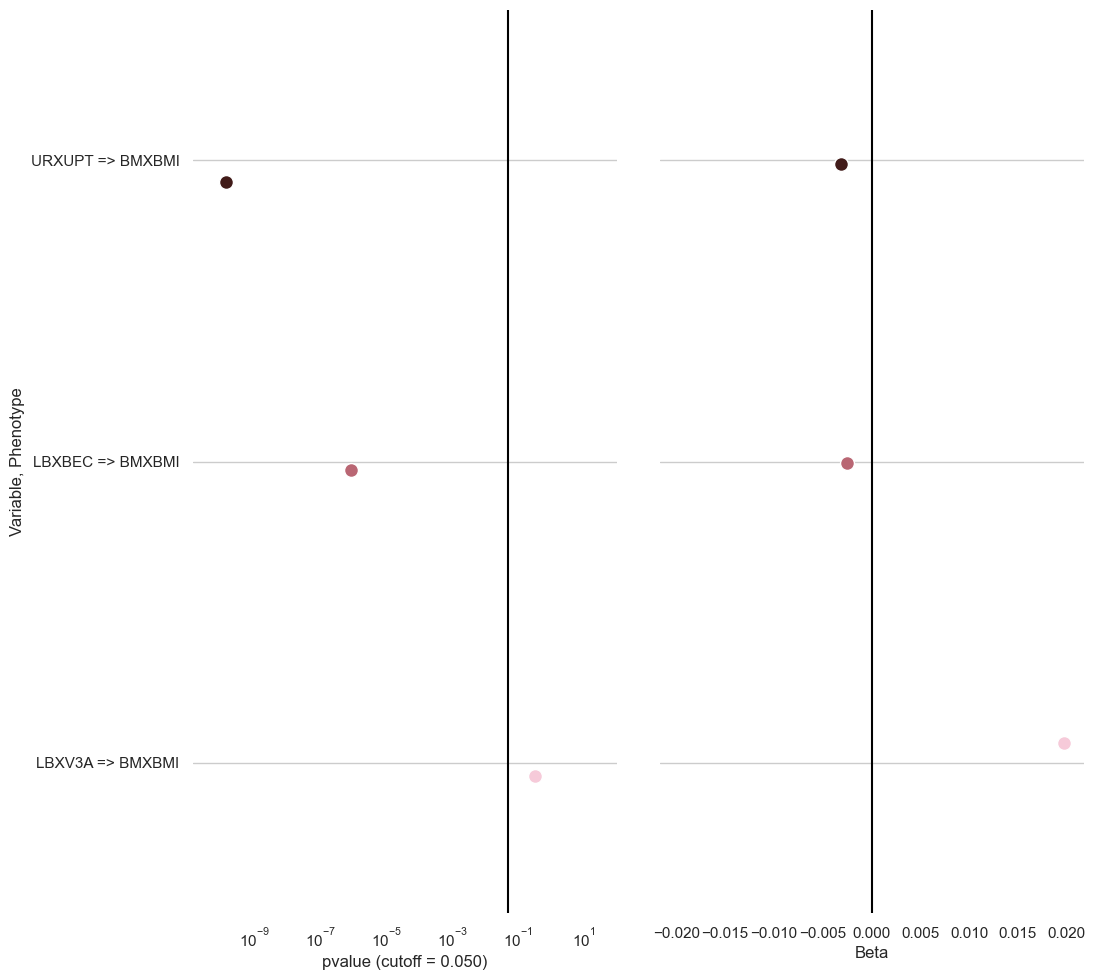 URXUPT => BMXBMI
LBXBEC => BMXBMI
LBXV3A => BMXBMI
Variable, Phenotype
10⁻⁹ 10⁻⁷ 10⁻⁵ 10⁻³ 10⁻¹ 10¹
pvalue (cutoff = 0.050)
−0.020 −0.015 −0.010 −0.005 0.000 0.005 0.010 0.015 0.020
Beta